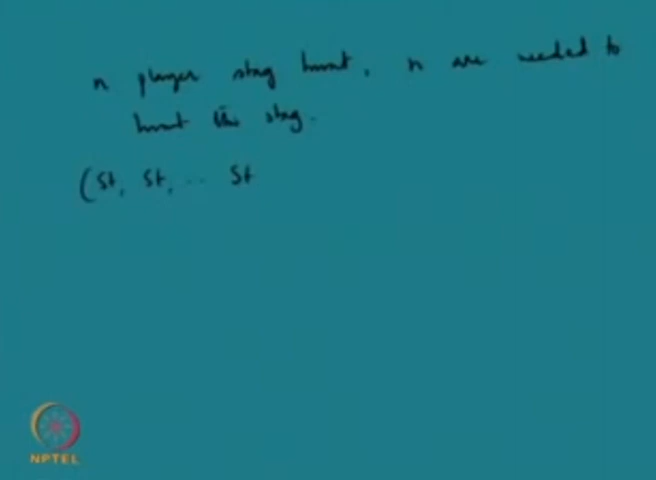 n player stag hunt, n are needed to
hunt the stag.
(St, St, ... St
NPTEL